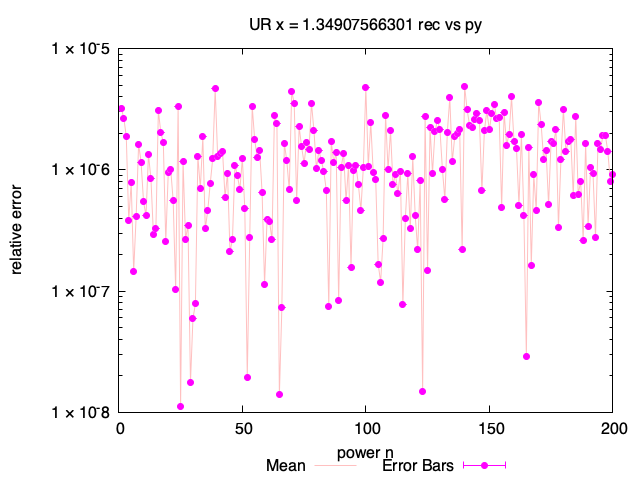 UR x = 1.34907566301 rec vs py
relative error
1 × 10⁻⁵
1 × 10⁻⁶
1 × 10⁻⁷
1 × 10⁻⁸
0 50 100 150 200
power n
Mean Error Bars